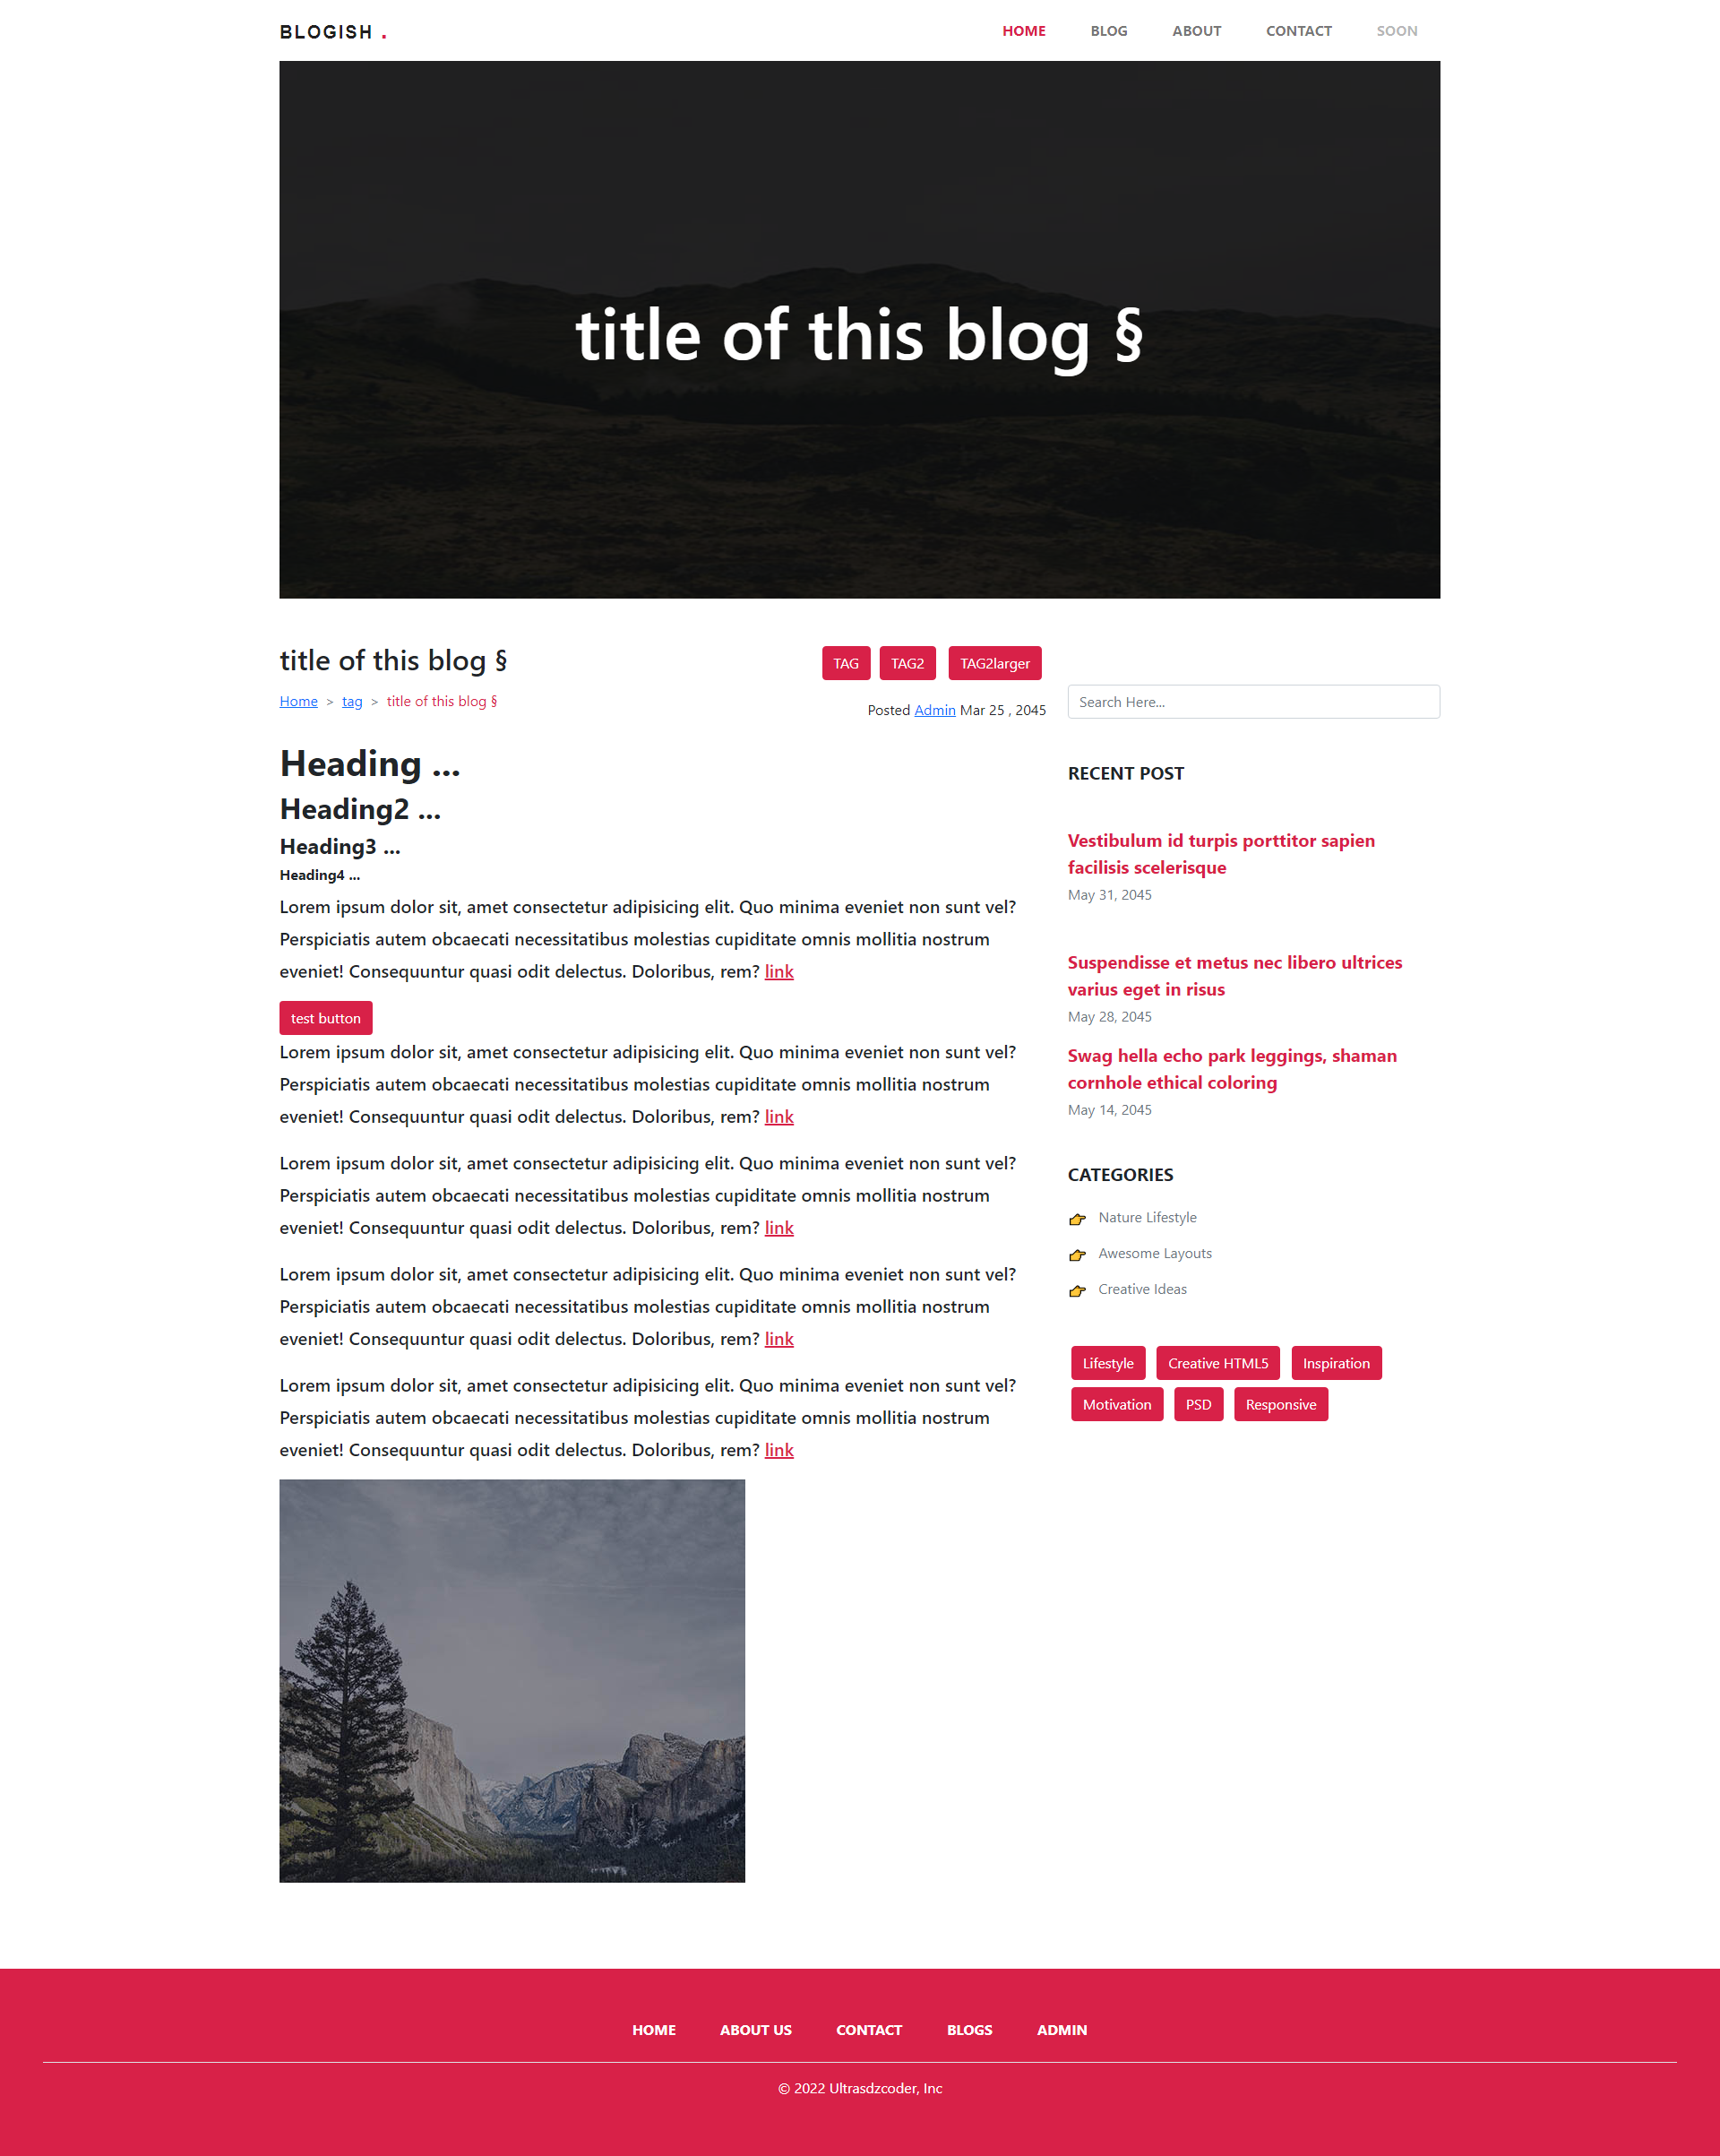 BLOGISH .
HOME BLOG ABOUT CONTACT SOON
title of this blog §
title of this blog §
TAG TAG2 TAG2larger
Home > tag > title of this blog §
Posted Admin Mar 25 , 2045
Heading ...
Heading2 ...
Heading3 ...
Heading4 ...
Lorem ipsum dolor sit, amet consectetur adipisicing elit. Quo minima eveniet non sunt vel?
Perspiciatis autem obcaecati necessitatibus molestias cupiditate omnis mollitia nostrum
eveniet! Consequuntur quasi odit delectus. Doloribus, rem? link
test button
Lorem ipsum dolor sit, amet consectetur adipisicing elit. Quo minima eveniet non sunt vel?
Perspiciatis autem obcaecati necessitatibus molestias cupiditate omnis mollitia nostrum
eveniet! Consequuntur quasi odit delectus. Doloribus, rem? link
Lorem ipsum dolor sit, amet consectetur adipisicing elit. Quo minima eveniet non sunt vel?
Perspiciatis autem obcaecati necessitatibus molestias cupiditate omnis mollitia nostrum
eveniet! Consequuntur quasi odit delectus. Doloribus, rem? link
Lorem ipsum dolor sit, amet consectetur adipisicing elit. Quo minima eveniet non sunt vel?
Perspiciatis autem obcaecati necessitatibus molestias cupiditate omnis mollitia nostrum
eveniet! Consequuntur quasi odit delectus. Doloribus, rem? link
Lorem ipsum dolor sit, amet consectetur adipisicing elit. Quo minima eveniet non sunt vel?
Perspiciatis autem obcaecati necessitatibus molestias cupiditate omnis mollitia nostrum
eveniet! Consequuntur quasi odit delectus. Doloribus, rem? link
Search Here...
RECENT POST
Vestibulum id turpis porttitor sapien
facilisis scelerisque
May 31, 2045
Suspendisse et metus nec libero ultrices
varius eget in risus
May 28, 2045
Swag hella echo park leggings, shaman
cornhole ethical coloring
May 14, 2045
CATEGORIES
Nature Lifestyle
Awesome Layouts
Creative Ideas
Lifestyle Creative HTML5 Inspiration
Motivation PSD Responsive
HOME ABOUT US CONTACT BLOGS ADMIN
© 2022 Ultrasdzcoder, Inc